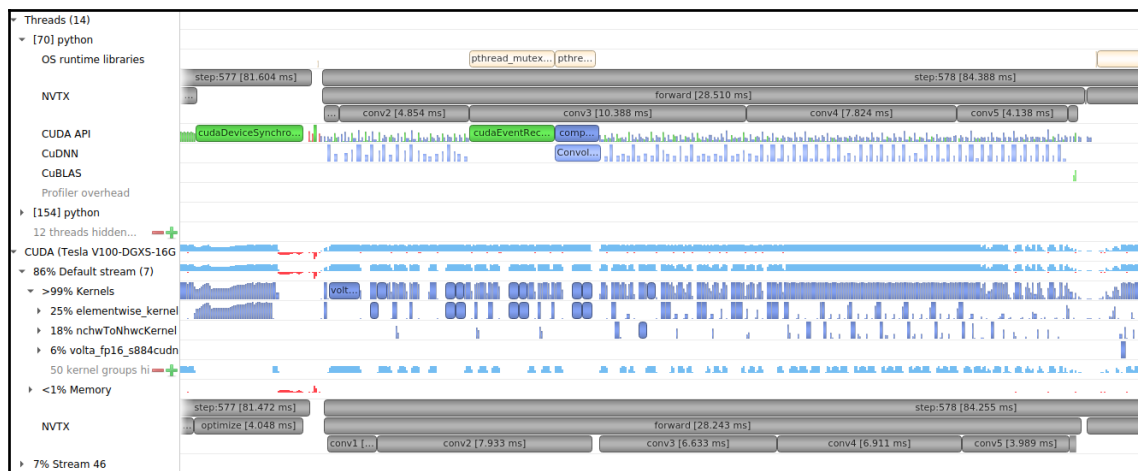 Threads (14)
[70] python
OS runtime libraries
pthread_mutex... pthre...
step:577 [81.604 ms] step:578 [84.388 ms]
NVTX
... forward [28.510 ms]
... conv2 [4.854 ms] conv3 [10.388 ms] conv4 [7.824 ms] conv5 [4.138 ms]
CUDA API
cudaDeviceSynchro... cudaEventRec... comp...
CuDNN
Convol...
CuBLAS
Profiler overhead
[154] python
12 threads hidden...
CUDA (Tesla V100-DGXS-16G
86% Default stream (7)
>99% Kernels
volt...
25% elementwise_kernel
18% nchwToNhwcKernel
6% volta_fp16_s884cudn
50 kernel groups hi
<1% Memory
step:577 [81.472 ms] step:578 [84.255 ms]
NVTX
... optimize [4.048 ms] forward [28.243 ms]
conv1 [... conv2 [7.933 ms] conv3 [6.633 ms] conv4 [6.911 ms] conv5 [3.989 ms]
7% Stream 46